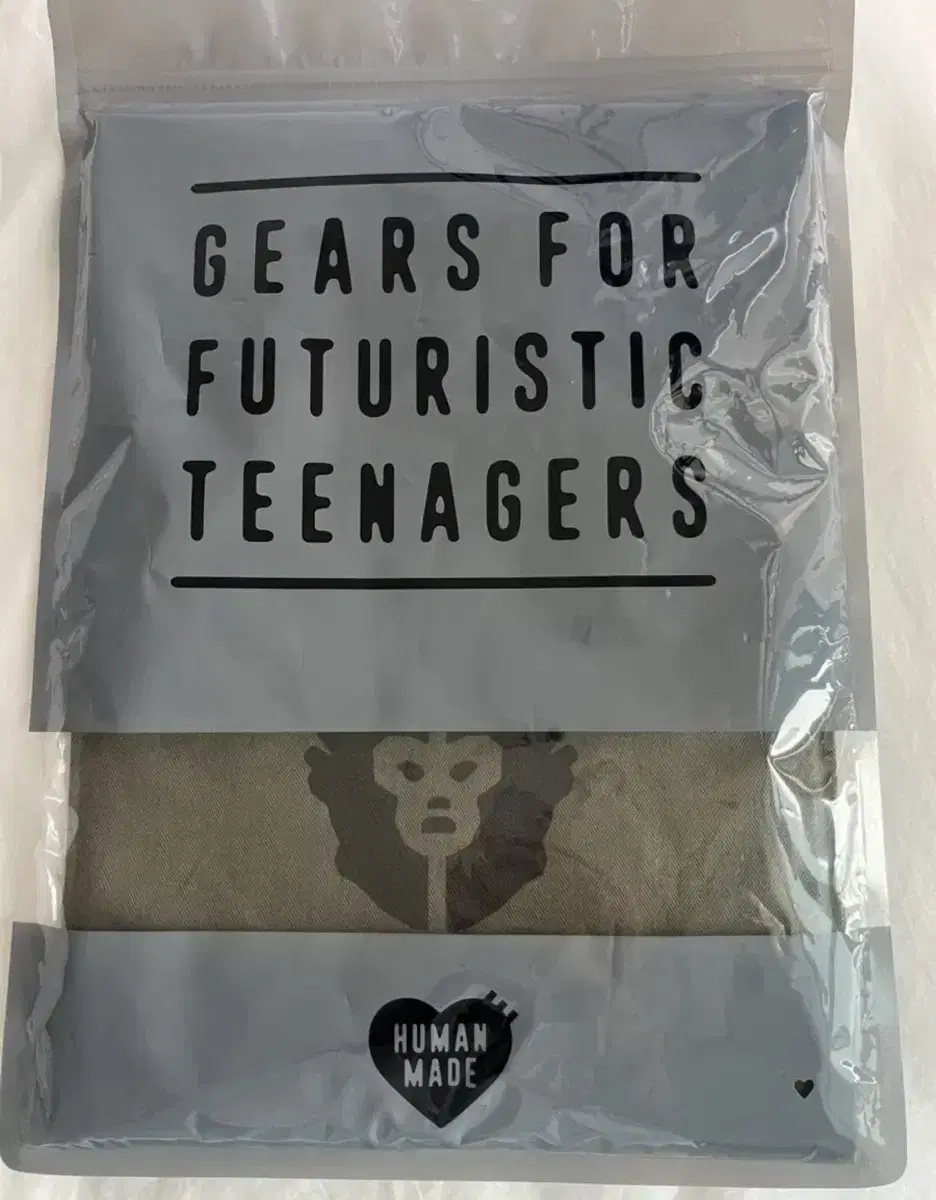 GEARS FOR
FUTURISTIC
TEENAGERS
HUMAN
MADE